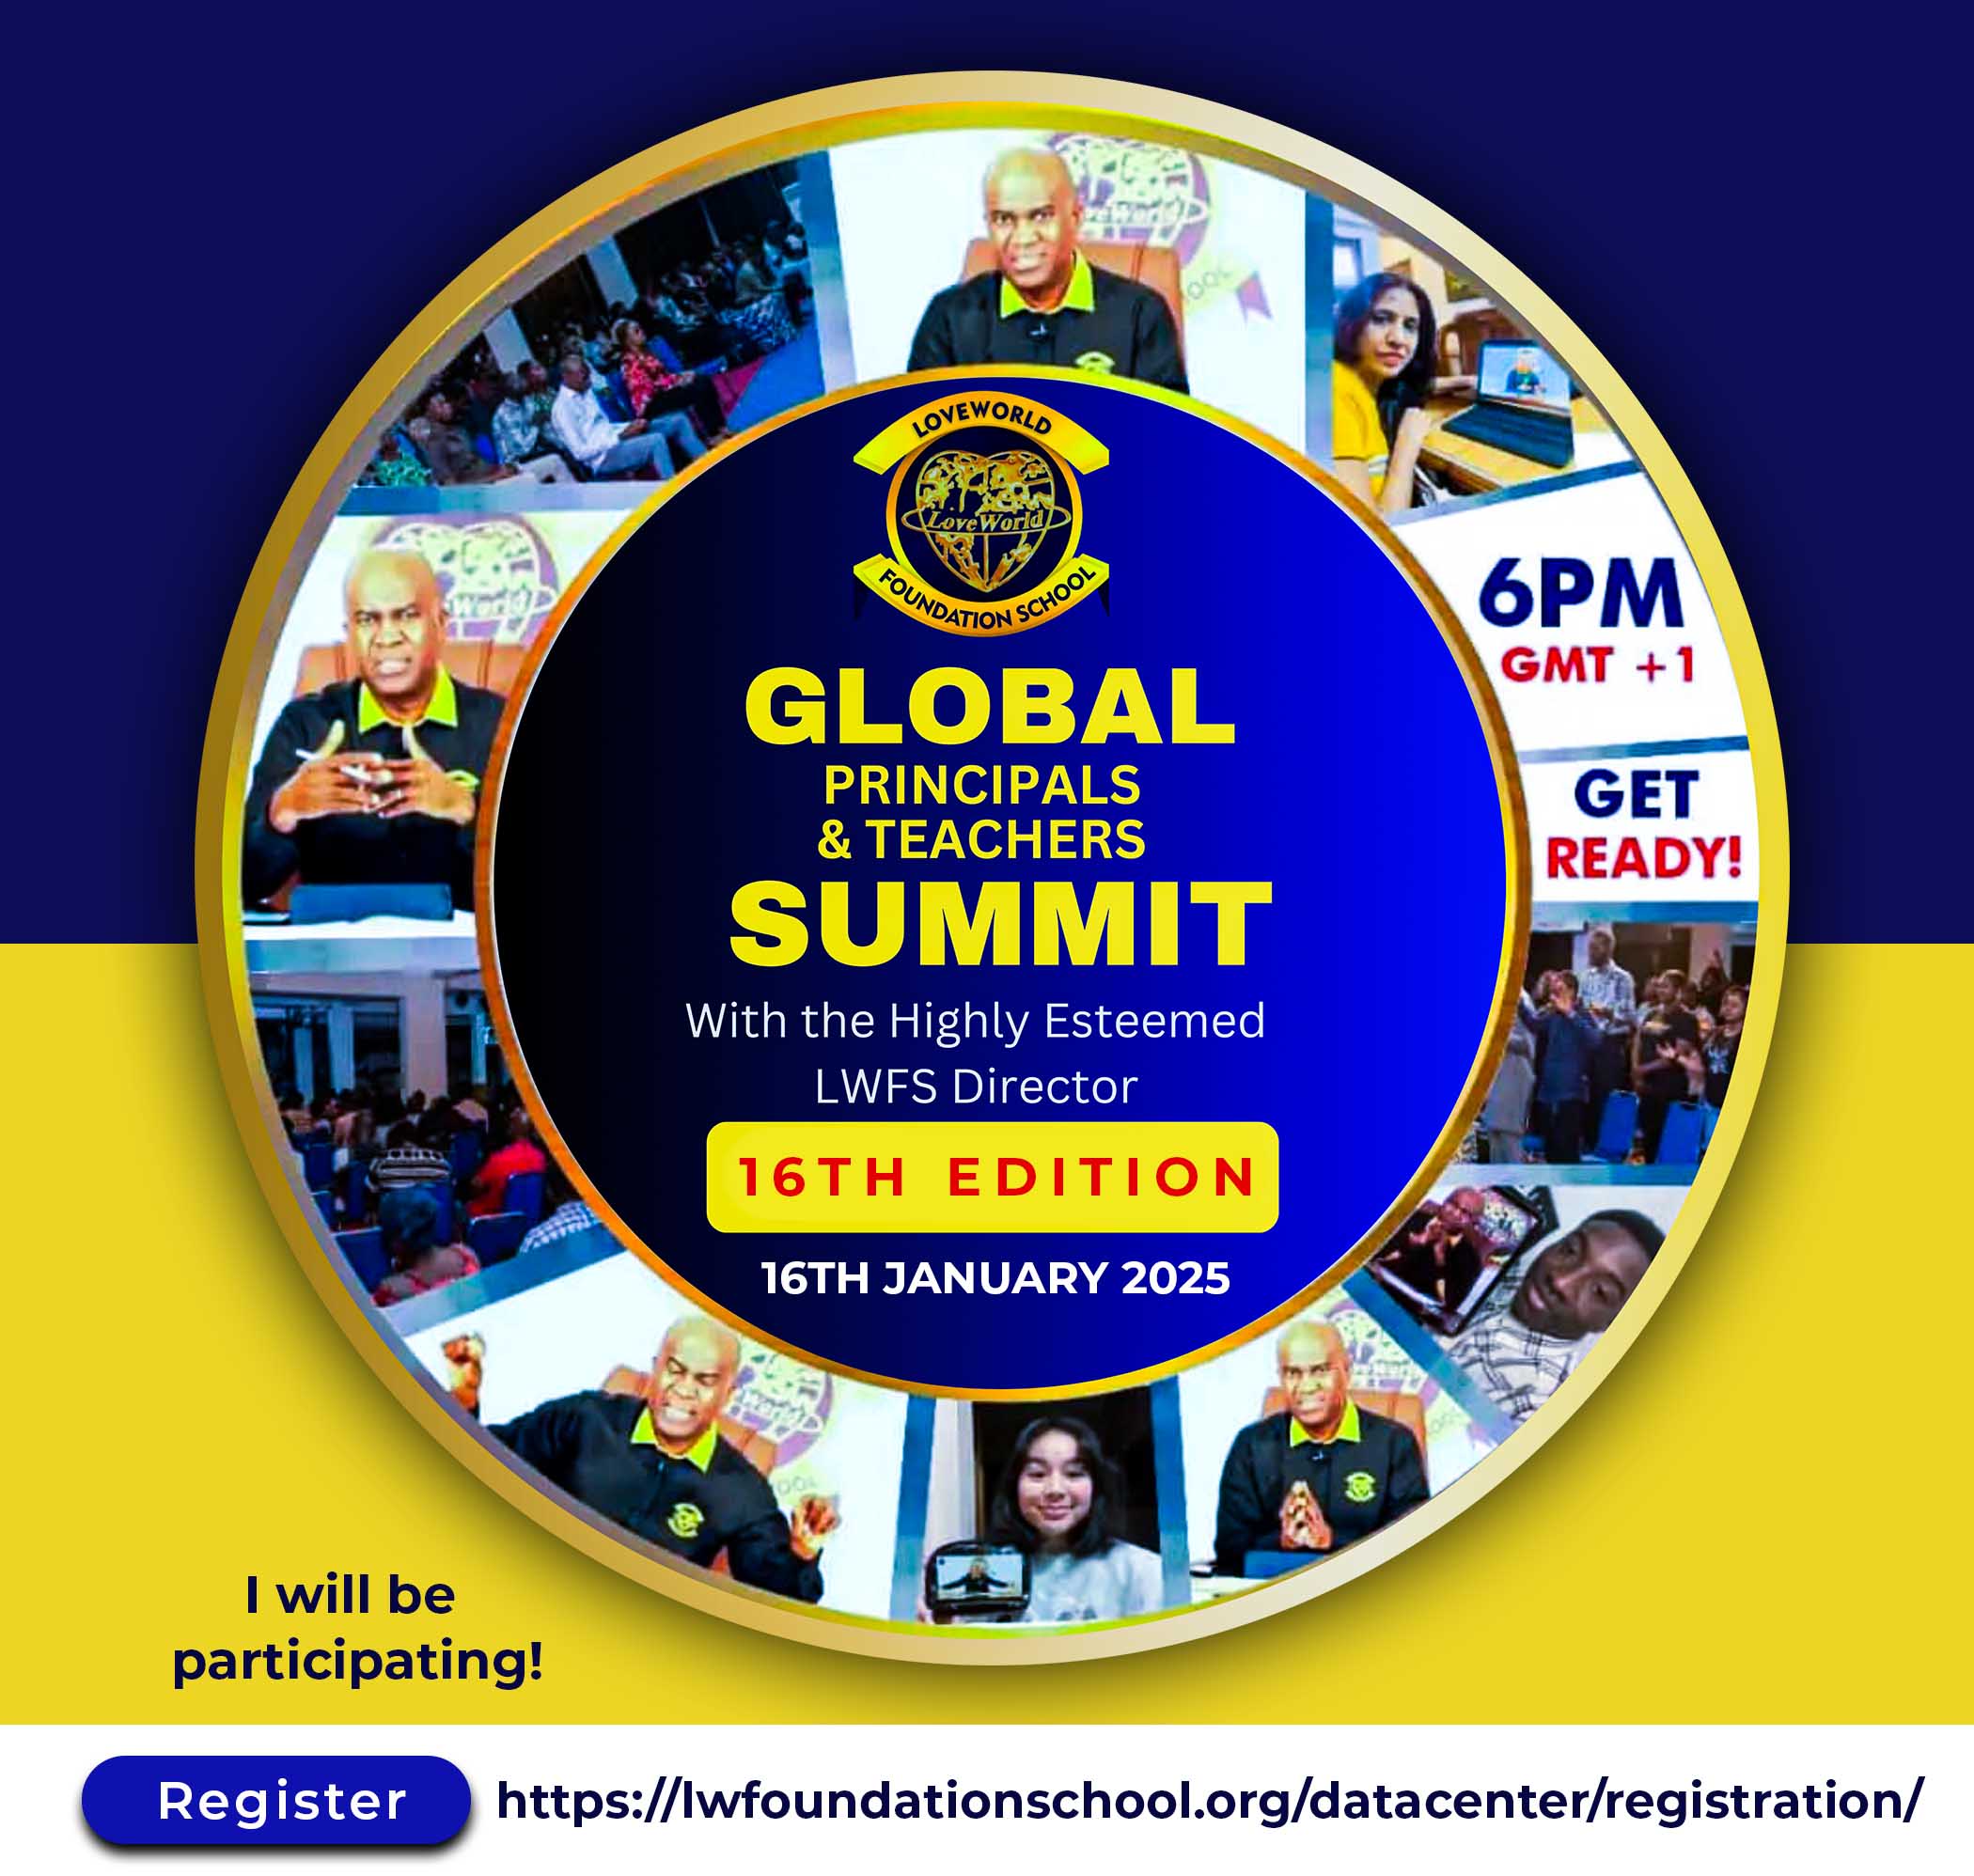 LOVEWORLD
LoveWorld
FOUNDATION SCHOOL
GLOBAL
PRINCIPALS
& TEACHERS
SUMMIT
With the Highly Esteemed
LWFS Director
16TH EDITION
16TH JANUARY 2025
6PM
GMT +1
GET
READY!
I will be
participating!
Register https://lwfoundationschool.org/datacenter/registration/